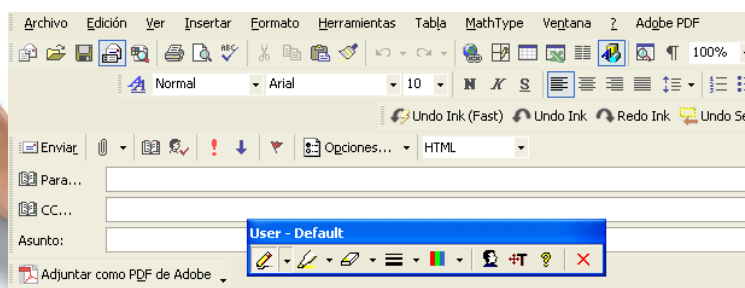 Archivo Edición Ver Insertar Formato Herramientas Tabla MathType Ventana ? Adobe PDF
ABC 100%
Normal Arial 10 N K S
Undo Ink (Fast) Undo Ink Redo Ink Undo Se
Enviar Opciones... HTML
Para...
CC...
User - Default
Asunto:
Adjuntar como PDF de Adobe